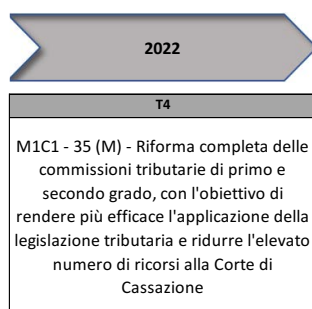 2022
T4
M1C1 - 35 (M) - Riforma completa delle
commissioni tributarie di primo e
secondo grado, con l'obiettivo di
rendere più efficace l'applicazione della
legislazione tributaria e ridurre l'elevato
numero di ricorsi alla Corte di
Cassazione